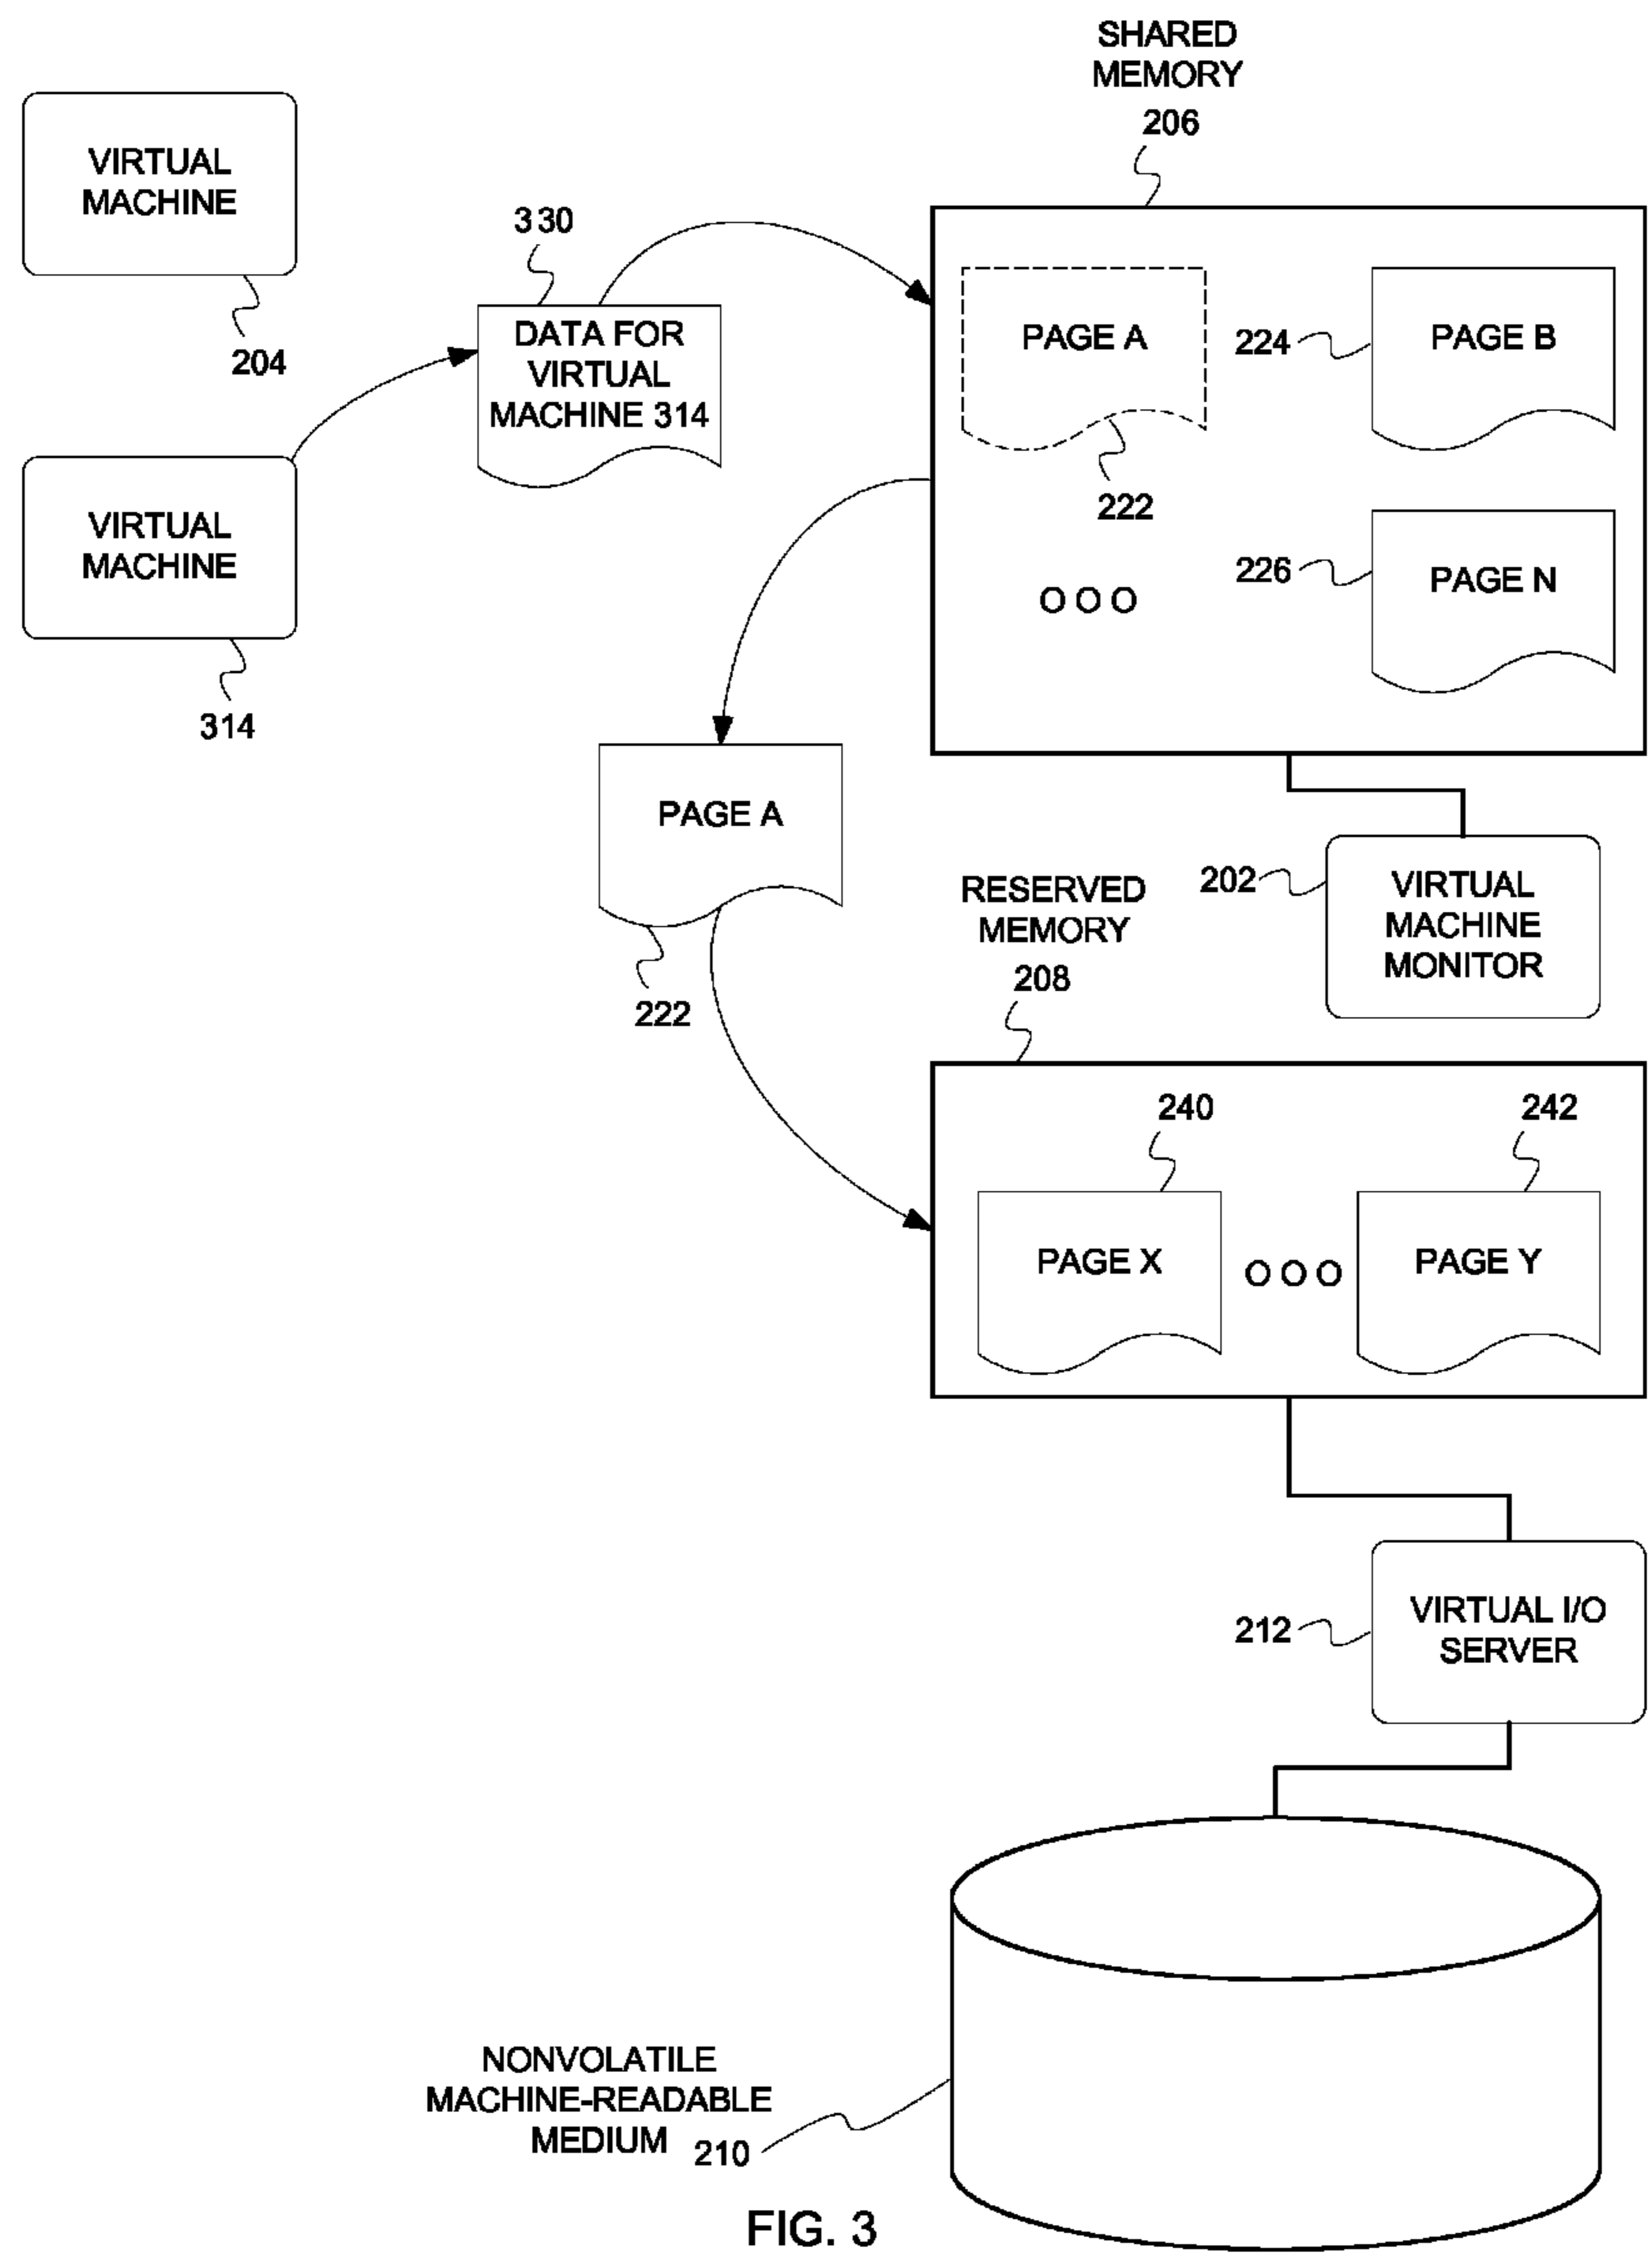 SHARED
MEMORY
206
VIRTUAL
MACHINE
204
330
DATA FOR
VIRTUAL
MACHINE 314
PAGE A
222
224
PAGE B
226
PAGE N
VIRTUAL
MACHINE
314
PAGE A
222
202
VIRTUAL
MACHINE
MONITOR
RESERVED
MEMORY
208
240
242
PAGE X
PAGE Y
212
VIRTUAL I/O
SERVER
NONVOLATILE
MACHINE-READABLE
MEDIUM
210
FIG. 3